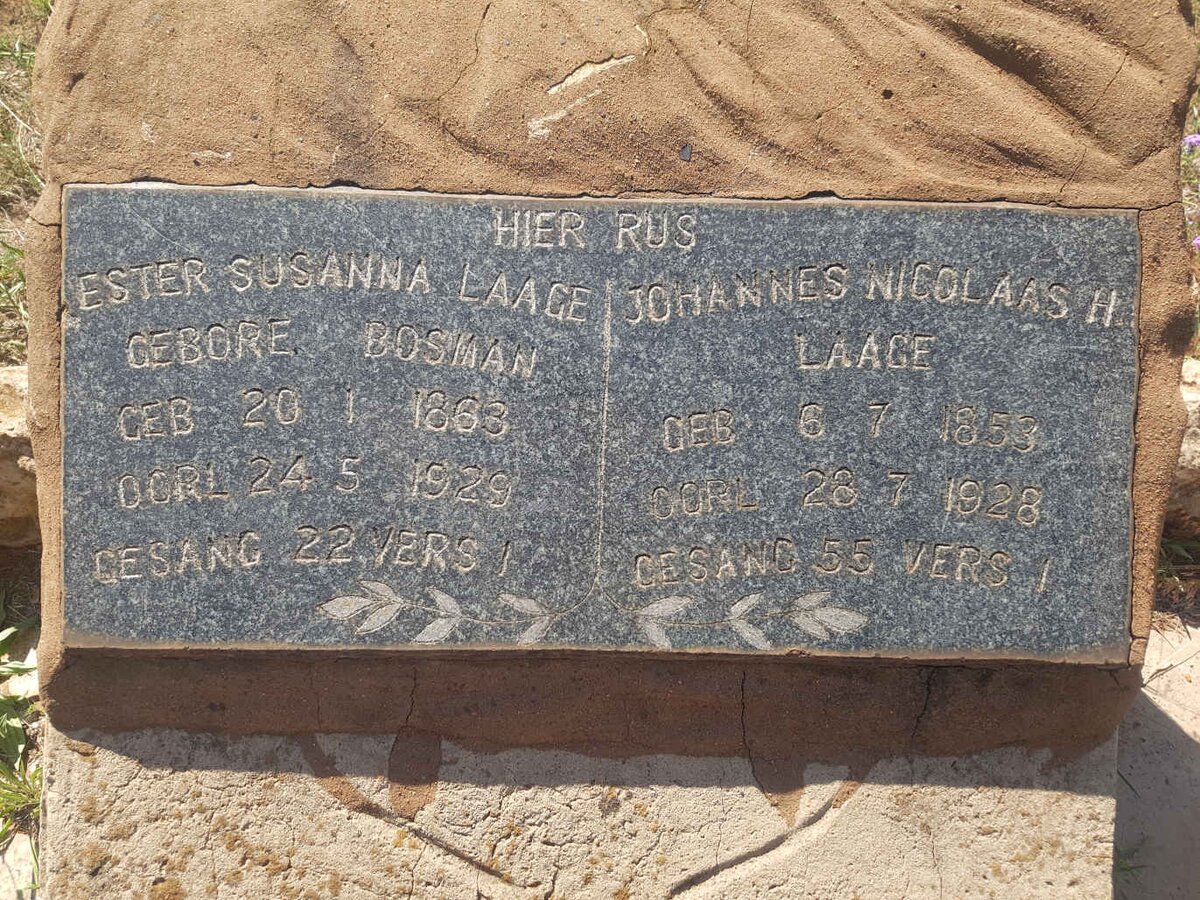 HIER RUS
ESTER SUSANNA LAAGE
GEBORE BOSMAN
GEB 20 1 1863
OORL 24 5 1929
GESANG 22 VERS 1
JOHANNES NICOLAAS H.
LAAGE
GEB 6 7 1853
OORL 28 7 1928
GESANG 55 VERS 1